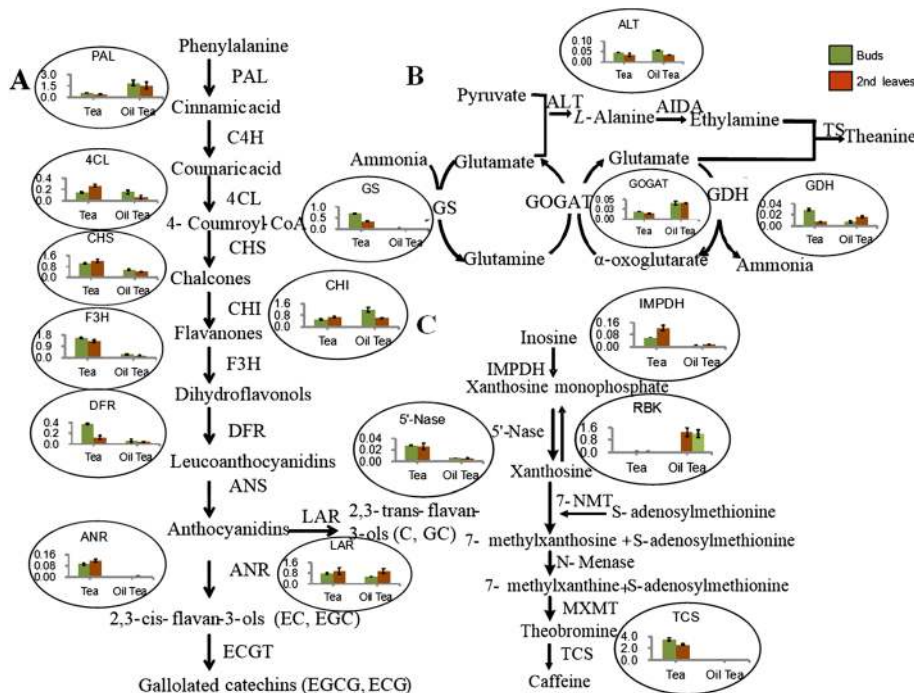 A
Phenylalanine
PAL
Cinnamicacid
C4H
Coumaricacid
4CL
4- Coumroyl-CoA
CHS
Chalcones
CHI
Flavanones
F3H
Dihydroflavonols
DFR
Leucoanthocyanidins
ANS
Anthocyanidins
LAR
2,3-trans-flavan-
3-ols (C, GC)
ANR
2,3-cis-flavan-3-ols (EC, EGC)
ECGT
Gallolated catechins (EGCG, ECG)
PAL
3.0
1.5
0.0
Tea Oil Tea
4CL
0.4
0.2
0.0
Tea Oil Tea
CHS
1.6
0.8
0.0
Tea Oil Tea
F3H
1.8
0.9
0.0
Tea Oil Tea
DFR
0.4
0.2
0.0
Tea Oil Tea
ANR
0.16
0.08
0.00
Tea Oil Tea
CHI
1.6
0.8
0.0
Tea Oil Tea
LAR
1.6
0.8
0.0
Tea Oil Tea
B
Buds
2nd leaves
ALT
0.10
0.05
0.00
Tea Oil Tea
Pyruvate
ALT
L-Alanine
AIDA
Ethylamine
TS
Theanine
Ammonia
Glutamate
Glutamate
GS
GOGAT
GDH
Glutamine
α-oxoglutarate
Ammonia
GS
1.0
0.5
0.0
Tea Oil Tea
GOGAT
0.05
0.03
0.00
Tea Oil Tea
GDH
0.04
0.02
0.00
Tea Oil Tea
C
Inosine
IMPDH
Xanthosine monophosphate
5'-Nase
Xanthosine
7-NMT
S- adenosylmethionine
7- methylxanthosine +S-adenosylmethionine
N- Menase
7- methylxanthine+S-adenosylmethionine
MXMT
Theobromine
TCS
Caffeine
IMPDH
0.16
0.08
0.00
Tea Oil Tea
RBK
1.6
0.8
0.0
Tea Oil Tea
5'-Nase
0.04
0.02
0.00
Tea Oil Tea
TCS
4.0
2.0
0.0
Tea Oil Tea